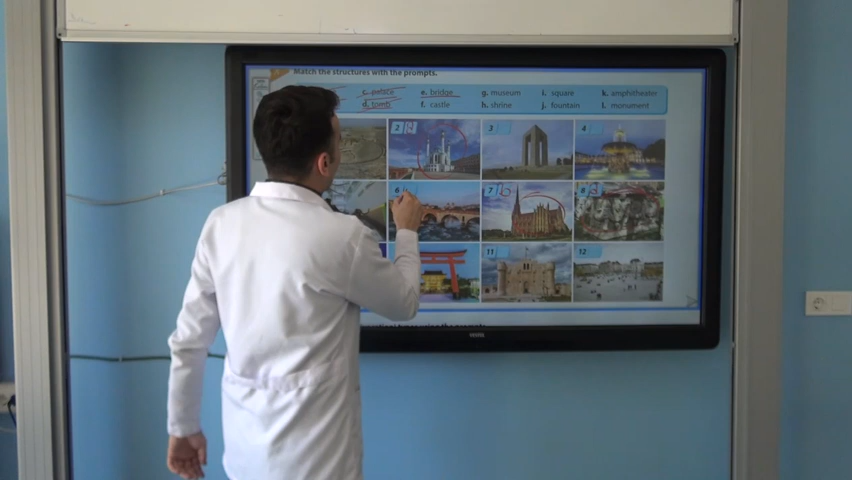 Match the structures with the prompts.
c. palace e. bridge g. museum i. square k. amphitheater
d. tomb f. castle h. shrine j. fountain l. monament
2 3 4
6 7 8
11 12